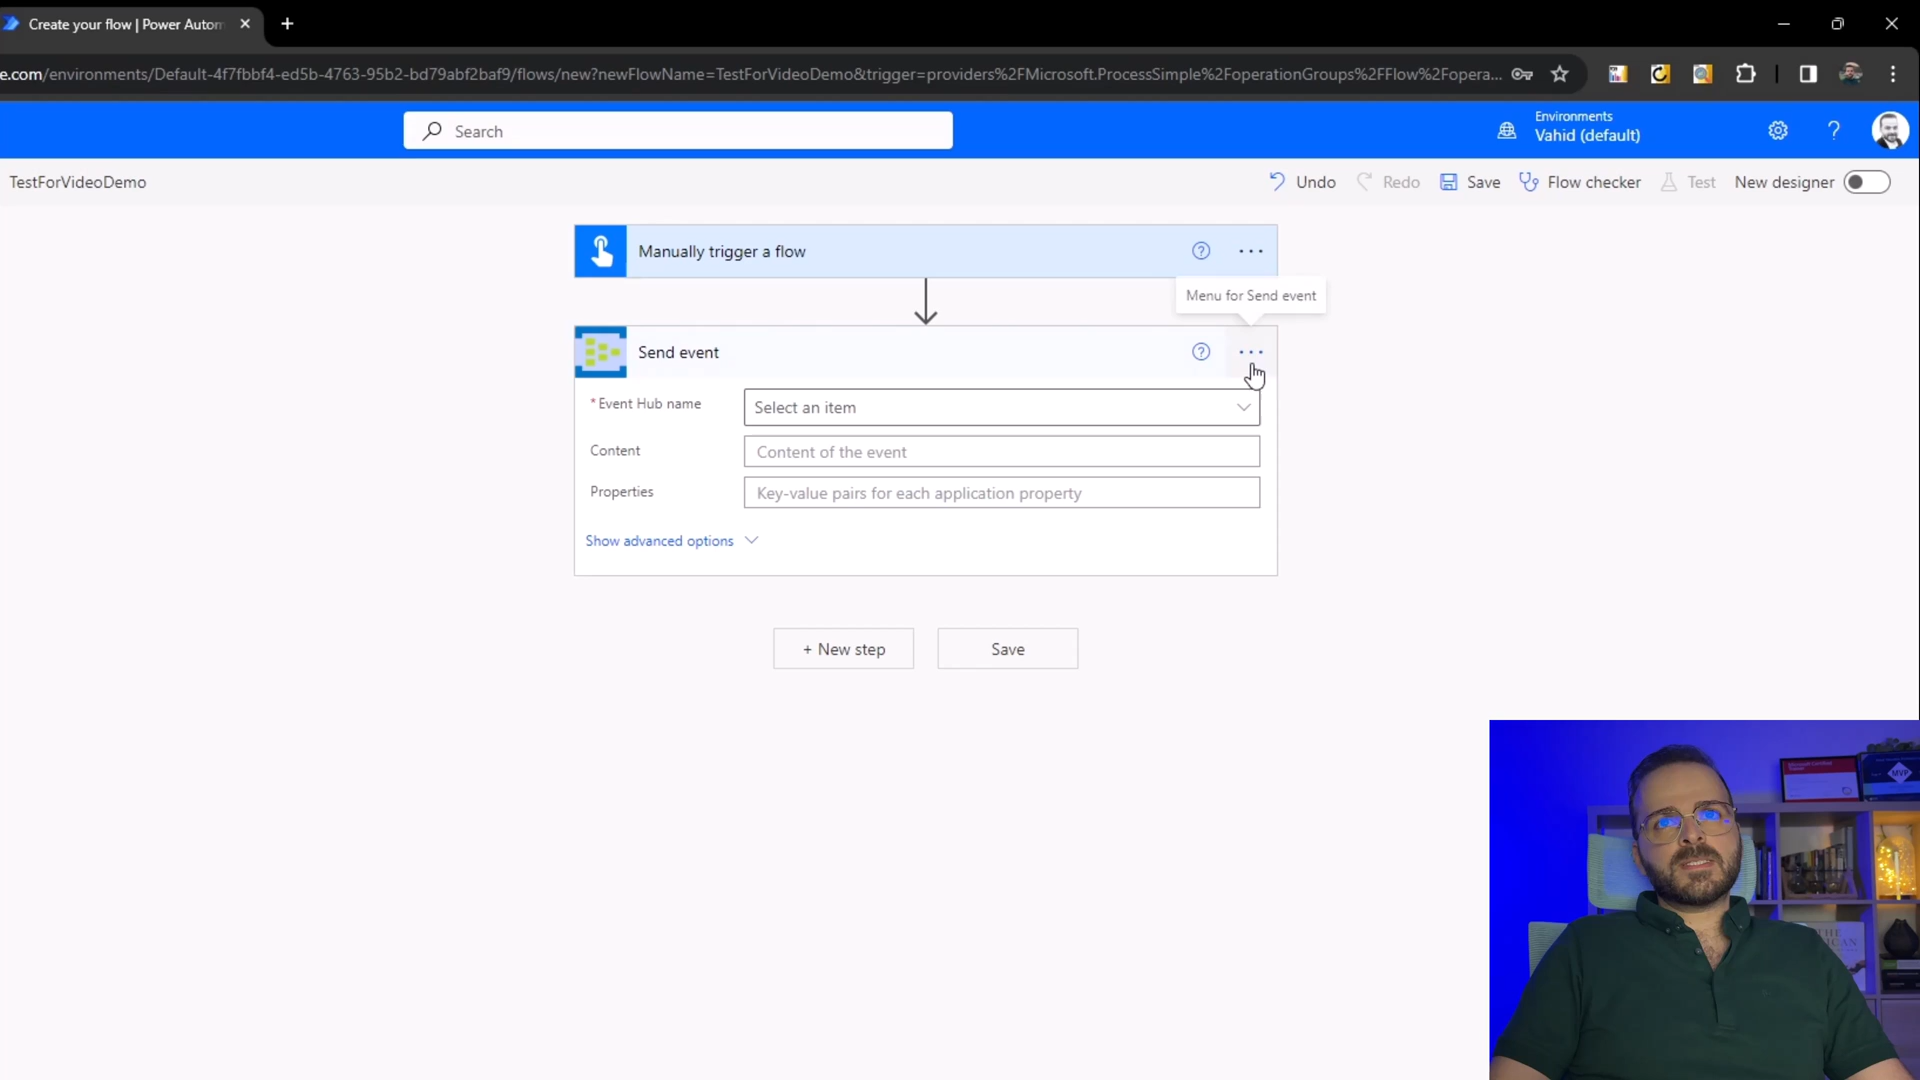 Create your flow | Power Autom
e.com/environments/Default-4f7fbbf4-ed5b-4763-95b2-bd79abf2baf9/flows/new?newFlowName=TestForVideoDemo&trigger=providers%2FMicrosoft.ProcessSimple%2FoperationGroups%2FFlow%2Fopera...
Search
Environments
Vahid (default)
TestForVideoDemo
Undo
Redo
Save
Flow checker
Test
New designer
Manually trigger a flow
Menu for Send event
Send event
*Event Hub name
Select an item
Content
Content of the event
Properties
Key-value pairs for each application property
Show advanced options
+ New step
Save
MVP